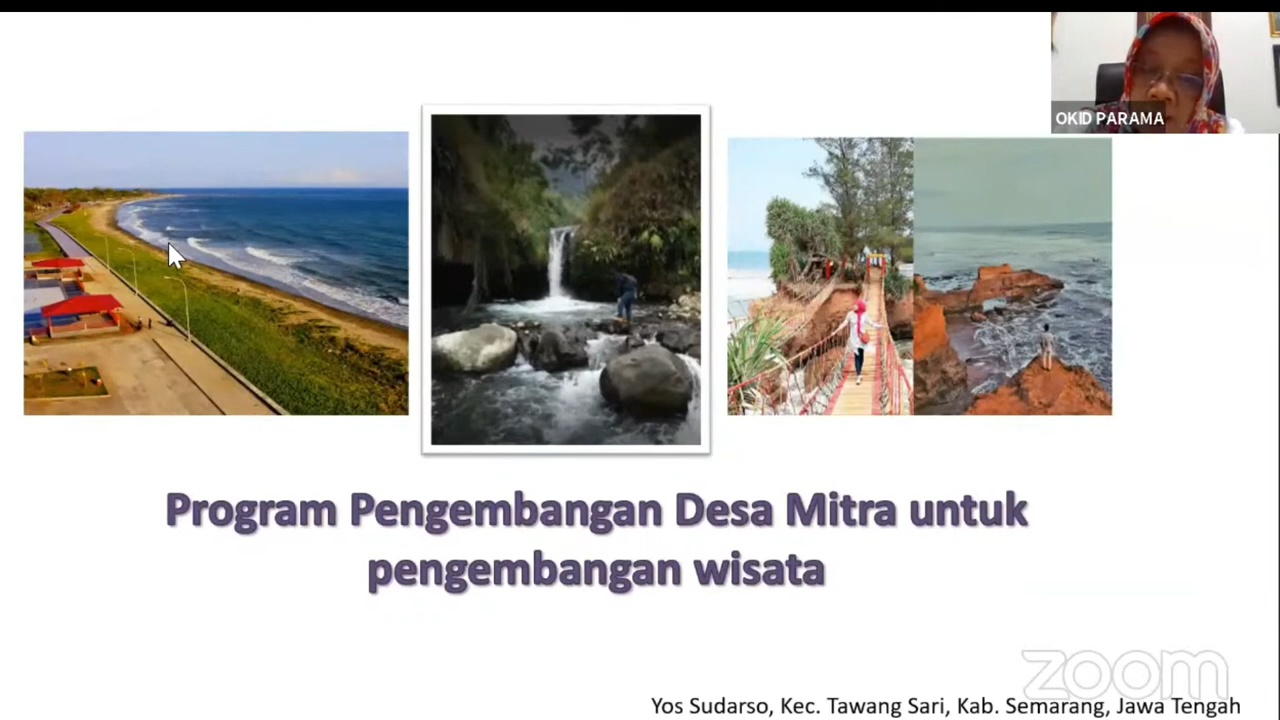 OKID PARAMA
Program Pengembangan Desa Mitra untuk
pengembangan wisata
zoom
Yos Sudarso, Kec. Tawang Sari, Kab. Semarang, Jawa Tengah